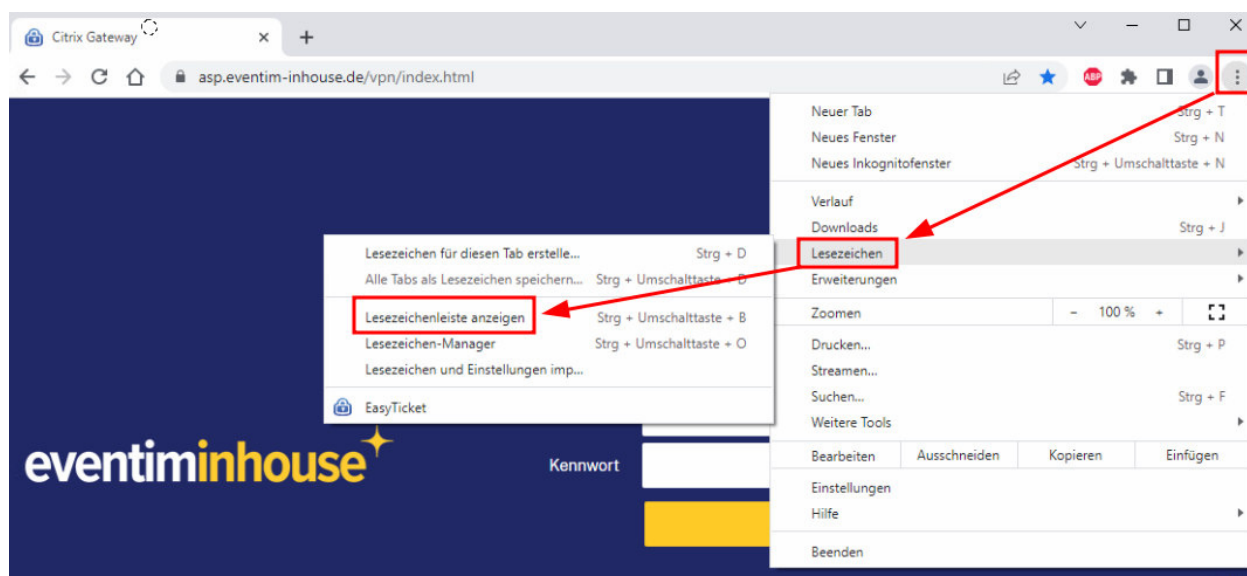 Citrix Gateway
asp.eventim-inhouse.de/vpn/index.html
ABP
Neuer Tab Strg + T
Neues Fenster Strg + N
Neues Inkognitofenster Strg + Umschalttaste + N
Verlauf
Downloads Strg + J
Lesezeichen
Erweiterungen
Zoomen - 100 % +
Drucken... Strg + P
Streamen...
Suchen... Strg + F
Weitere Tools
Bearbeiten Ausschneiden Kopieren Einfügen
Einstellungen
Hilfe
Beenden
Lesezeichen für diesen Tab erstelle... Strg + D
Alle Tabs als Lesezeichen speichern... Strg + Umschalttaste + D
Lesezeichenleiste anzeigen Strg + Umschalttaste + B
Lesezeichen-Manager Strg + Umschalttaste + O
Lesezeichen und Einstellungen imp...
EasyTicket
eventiminhouse
Kennwort